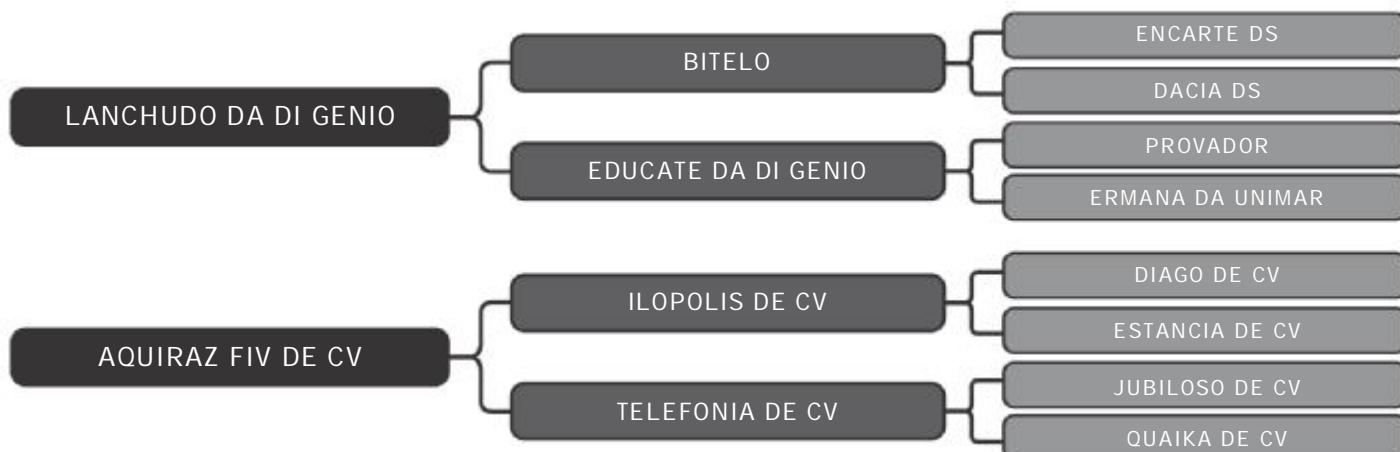 LANCHUDO DA DI GENIO
BITELO
ENCARTE DS
DACIA DS
EDUCATE DA DI GENIO
PROVADOR
ERMANA DA UNIMAR
AQUIRAZ FIV DE CV
ILOPOLIS DE CV
DIAGO DE CV
ESTANCIA DE CV
TELEFONIA DE CV
JUBILOSO DE CV
QUAIKA DE CV